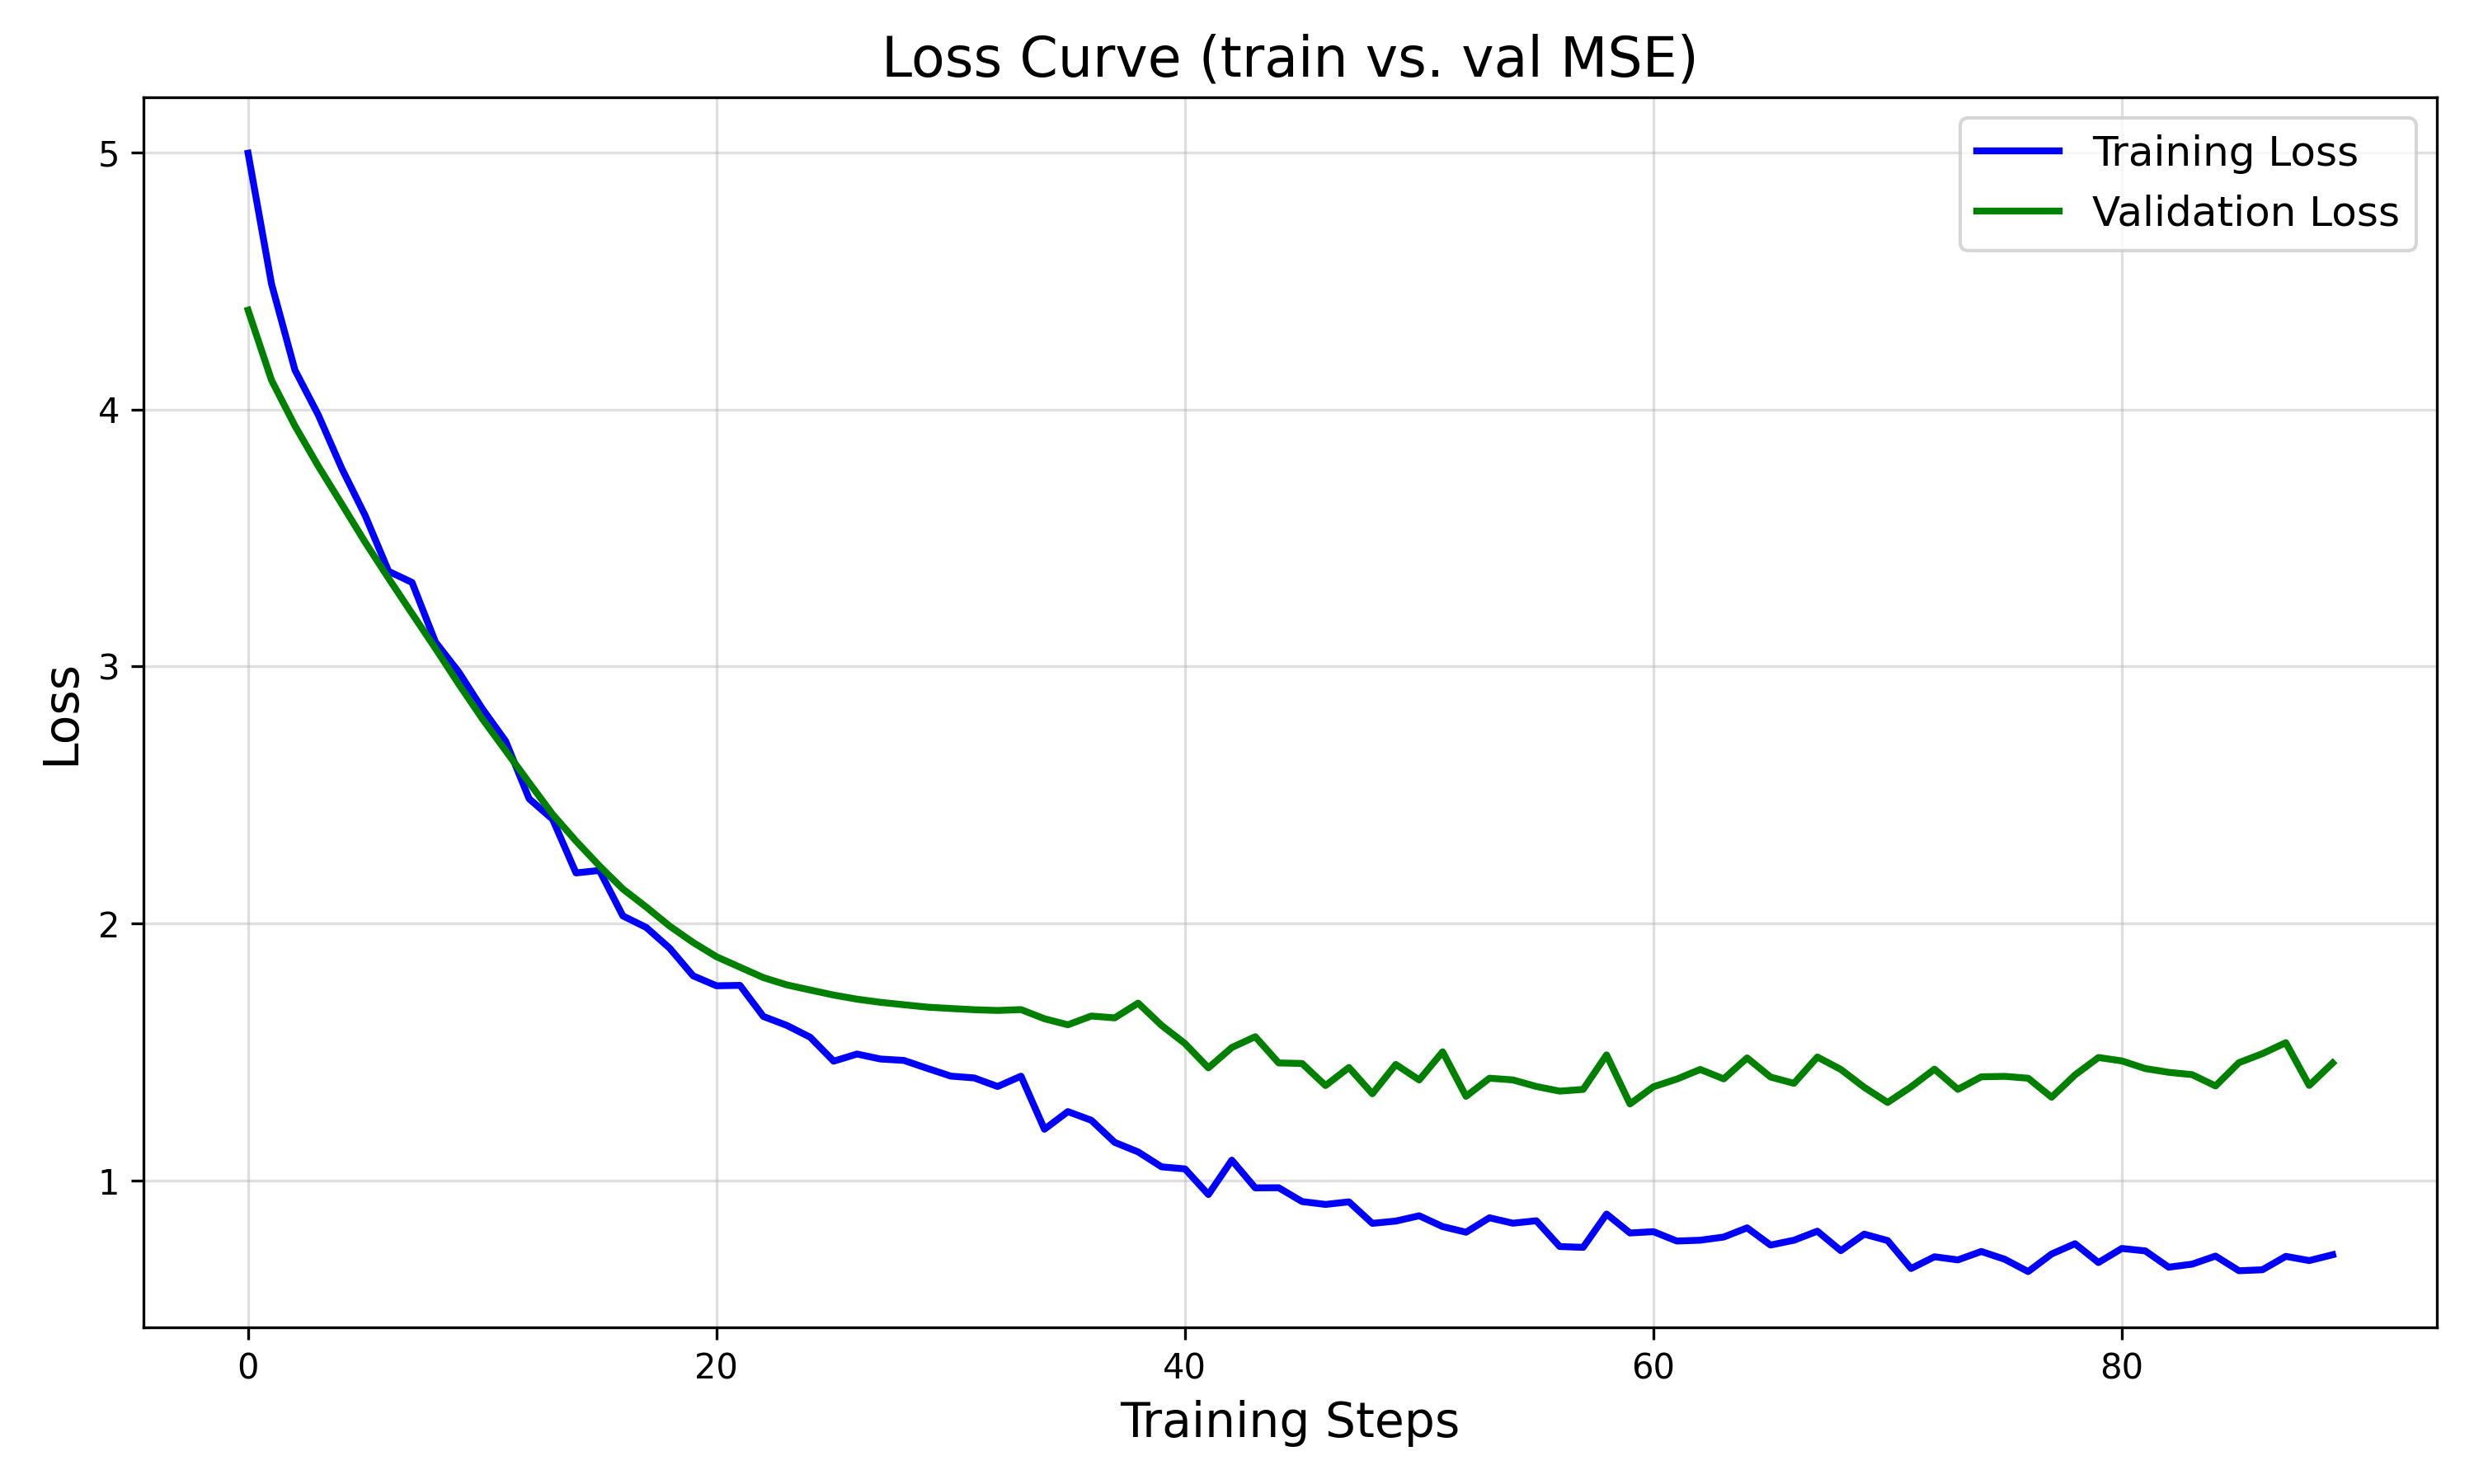 Loss Curve (train vs. val MSE)
Training Loss
Validation Loss
5
4
3
2
1
Loss
0 20 40 60 80
Training Steps